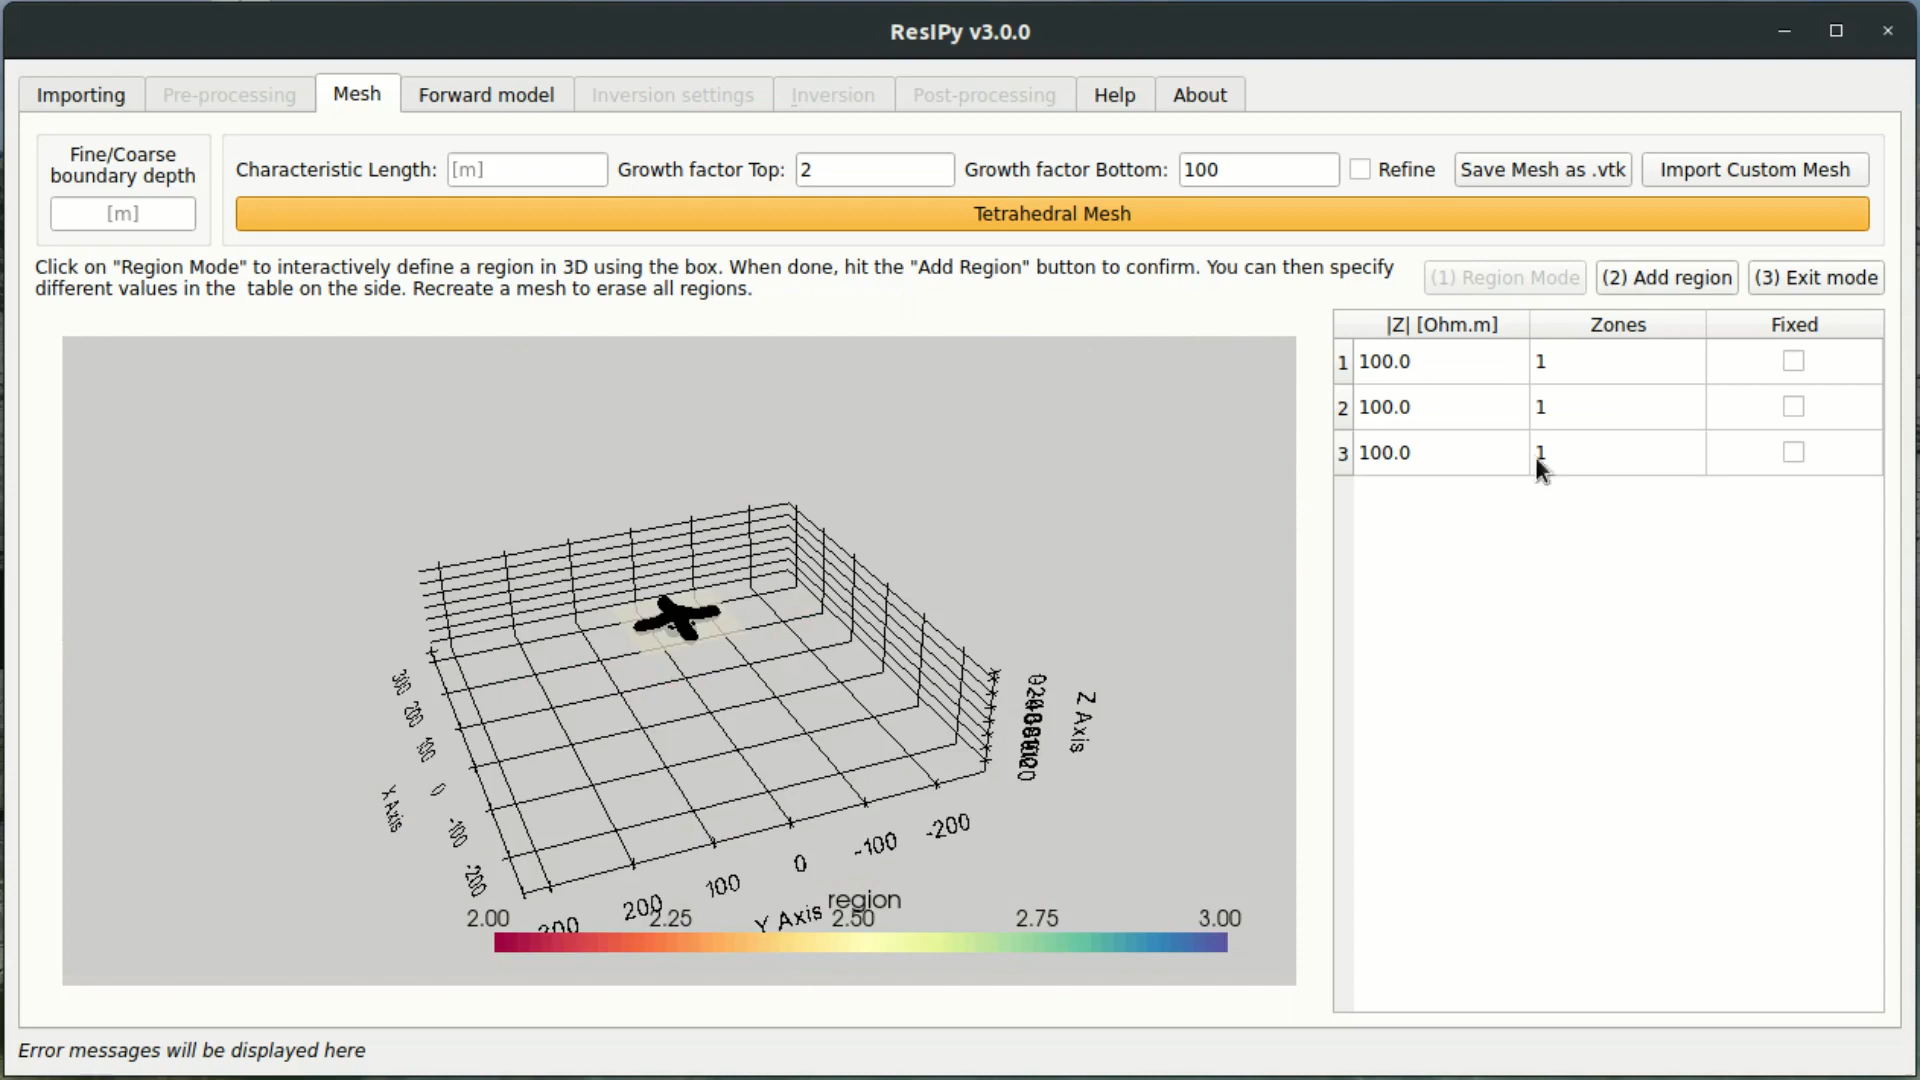 ResIPy v3.0.0
Importing
Pre-processing
Mesh
Forward model
Inversion settings
Inversion
Post-processing
Help
About
Fine/Coarse
boundary depth
[m]
Characteristic Length: [m]
Growth factor Top: 2
Growth factor Bottom: 100
Refine
Save Mesh as .vtk
Import Custom Mesh
Tetrahedral Mesh
Click on "Region Mode" to interactively define a region in 3D using the box. When done, hit the "Add Region" button to confirm. You can then specify
different values in the  table on the side. Recreate a mesh to erase all regions.
(1) Region Mode
(2) Add region
(3) Exit mode
|Z| [Ohm.m] Zones Fixed
1 100.0 1
2 100.0 1
3 100.0 1
300
200
100
0
-100
-200
X Axis
Z Axis
-200
-100
0
100
200
Y Axis
region
2.00 2.25 2.50 2.75 3.00
Error messages will be displayed here